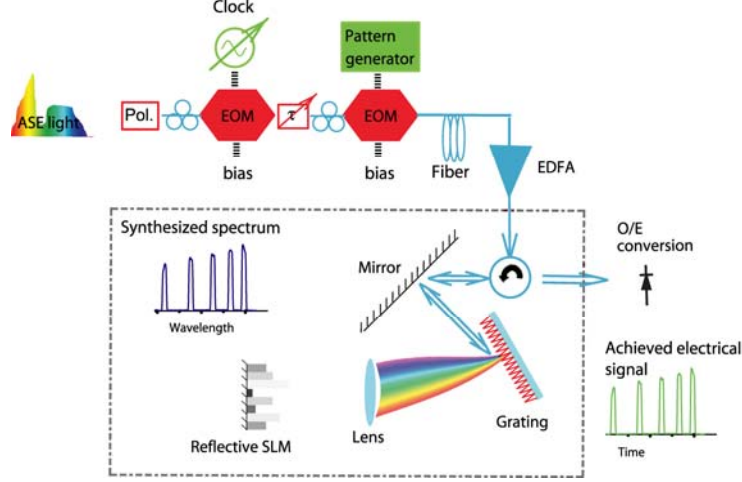 Clock
Pattern
generator
ASE light
Pol.
EOM
τ
EOM
bias
bias
Fiber
EDFA
Synthesized spectrum
Wavelength
Mirror
O/E
conversion
Reflective SLM
Lens
Grating
Achieved electrical
signal
Time